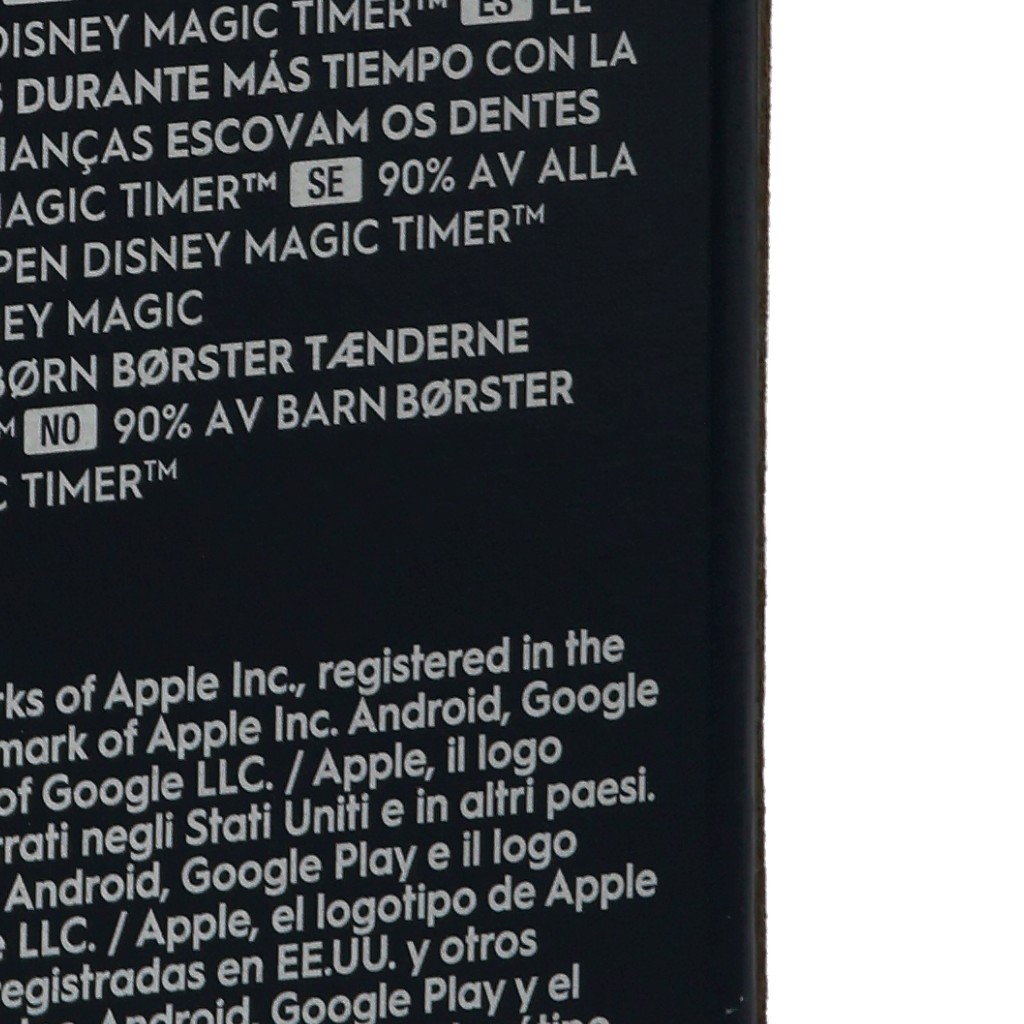 DISNEY MAGIC TIMER™ ES EL
DURANTE MÁS TIEMPO CON LA
IANÇAS ESCOVAM OS DENTES
AGIC TIMER™ SE 90% AV ALLA
PEN DISNEY MAGIC TIMER™
EY MAGIC
BØRN BØRSTER TÆNDERNE
NO 90% AV BARN BØRSTER
C TIMER™
rks of Apple Inc., registered in the
mark of Apple Inc. Android, Google
of Google LLC. / Apple, il logo
rrati negli Stati Uniti e in altri paesi.
Android, Google Play e il logo
e LLC. / Apple, el logotipo de Apple
registradas en EE.UU. y otros
Android, Google Play y el